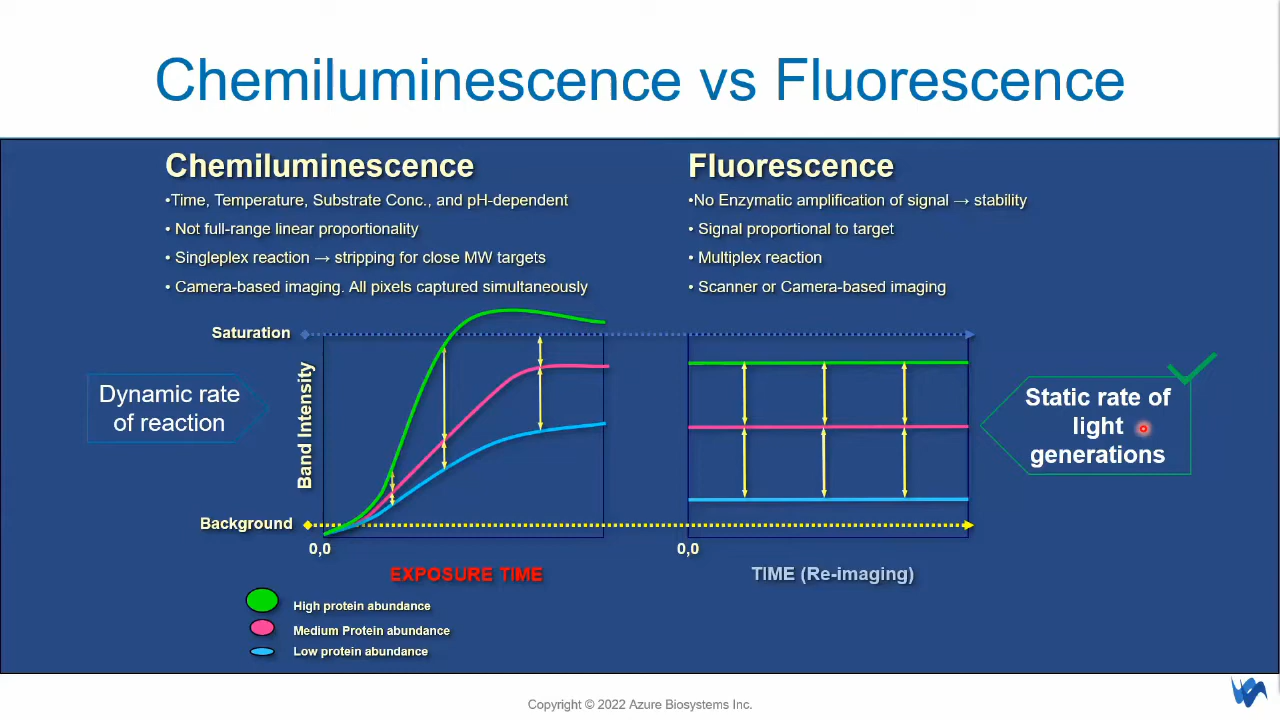 Chemiluminescence vs Fluorescence
Chemiluminescence
•Time, Temperature, Substrate Conc., and pH-dependent
• Not full-range linear proportionality
• Singleplex reaction → stripping for close MW targets
• Camera-based imaging. All pixels captured simultaneously
Fluorescence
•No Enzymatic amplification of signal → stability
• Signal proportional to target
• Multiplex reaction
• Scanner or Camera-based imaging
Saturation
Dynamic rate
of reaction
Band Intensity
Static rate of
light
generations
Background
0,0
0,0
EXPOSURE TIME
TIME (Re-imaging)
High protein abundance
Medium Protein abundance
Low protein abundance
Copyright © 2022 Azure Biosystems Inc.